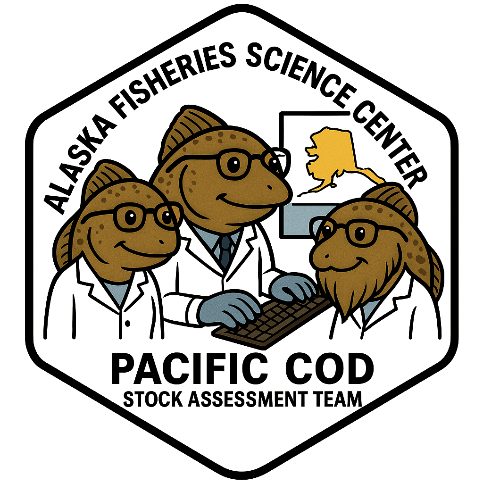 ALASKA FISHERIES SCIENCE CENTER
PACIFIC COD
STOCK ASSESSMENT TEAM